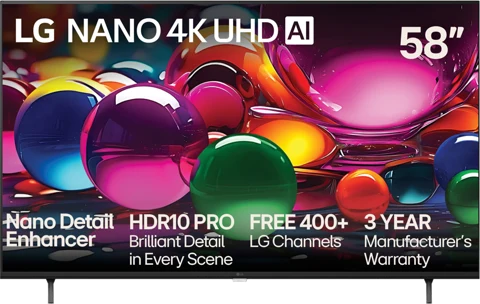 LG NANO 4K UHD AI
58"
Nano Detail
Enhancer
HDR10 PRO
Brilliant Detail
in Every Scene
FREE 400+
LG Channels
3 YEAR
Manufacturer's
Warranty